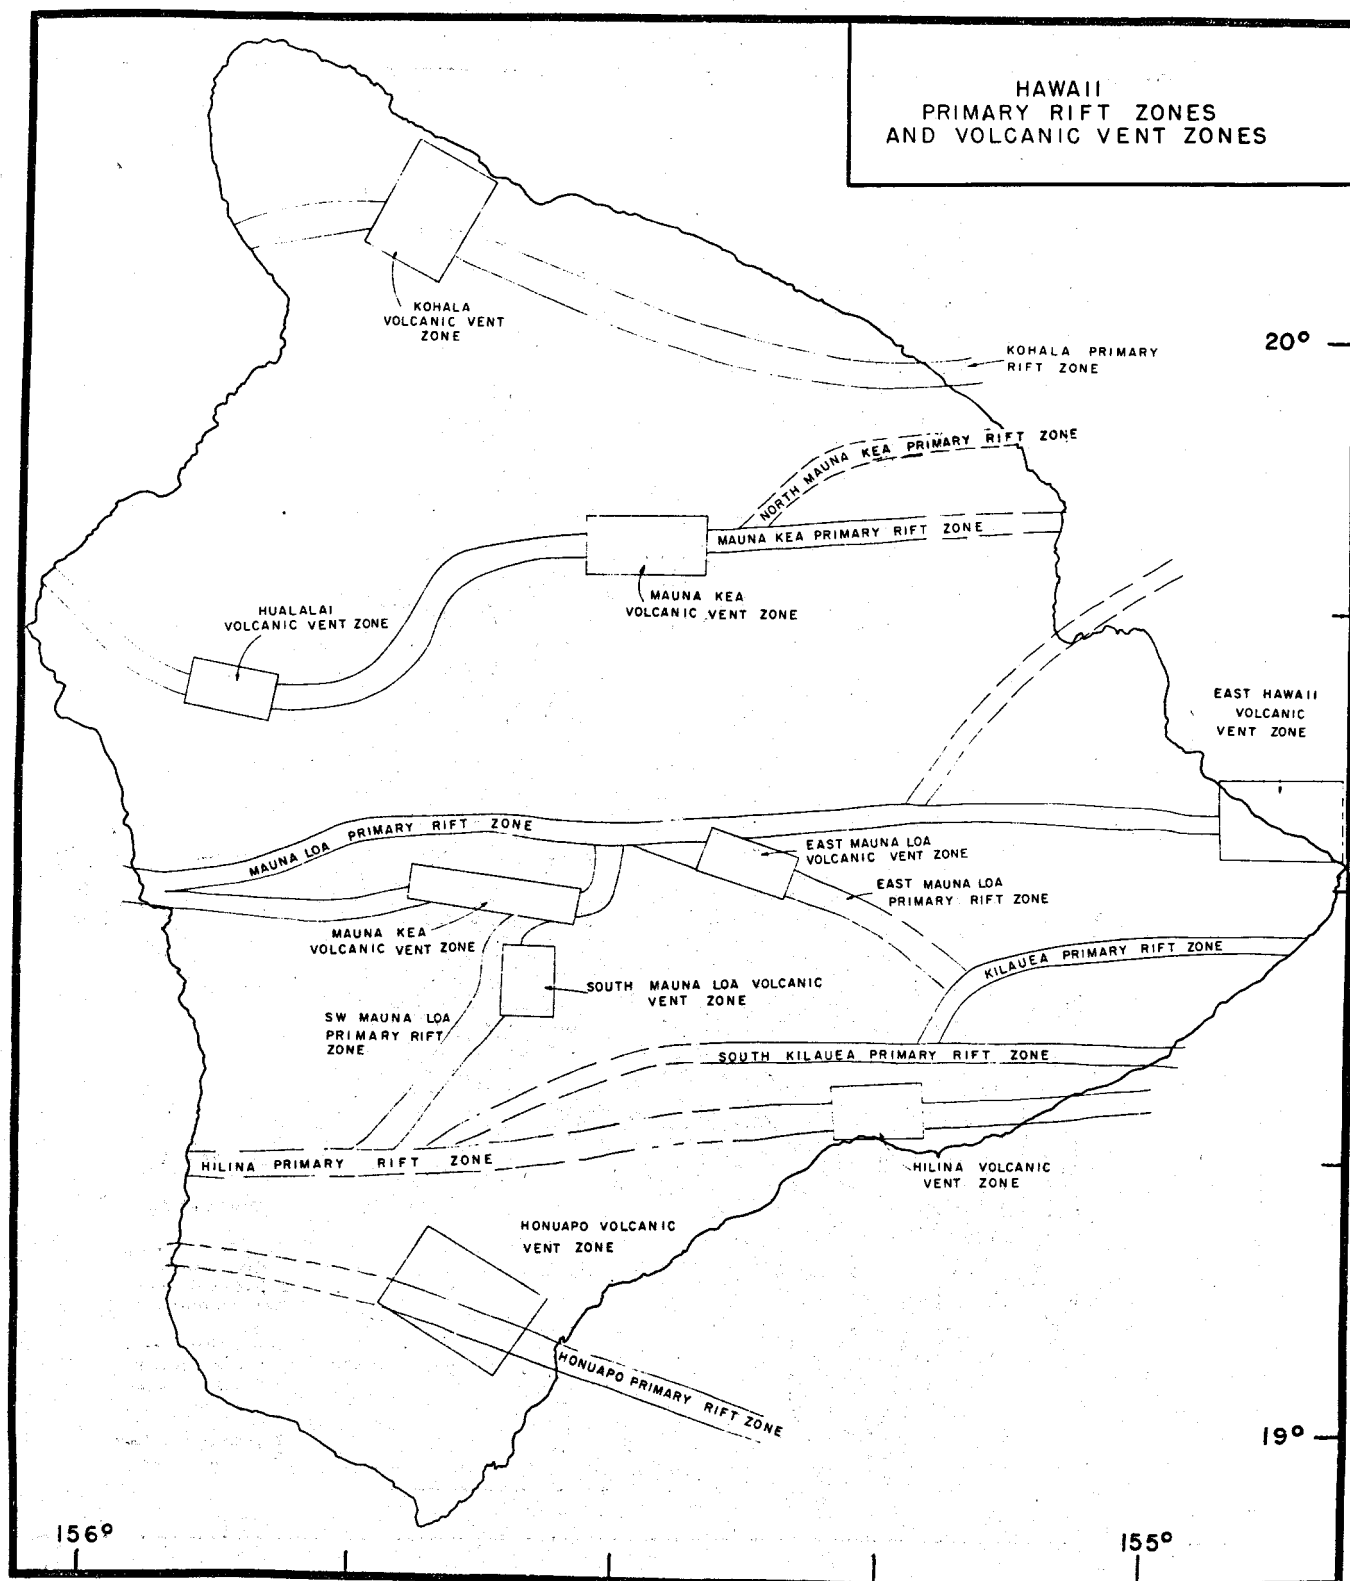 HAWAII
PRIMARY RIFT ZONES
AND VOLCANIC VENT ZONES
KOHALA
VOLCANIC VENT
ZONE
20°
KOHALA PRIMARY
RIFT ZONE
NORTH MAUNA KEA PRIMARY RIFT ZONE
MAUNA KEA PRIMARY RIFT ZONE
MAUNA KEA
VOLCANIC VENT ZONE
HUALALAI
VOLCANIC VENT ZONE
EAST HAWAII
VOLCANIC
VENT ZONE
MAUNA LOA PRIMARY RIFT ZONE
EAST MAUNA LOA
VOLCANIC VENT ZONE
EAST MAUNA LOA
PRIMARY RIFT ZONE
MAUNA KEA
VOLCANIC VENT ZONE
KILAUEA PRIMARY RIFT ZONE
SOUTH MAUNA LOA VOLCANIC
VENT ZONE
SW MAUNA LOA
PRIMARY RIFT
ZONE
SOUTH KILAUEA PRIMARY RIFT ZONE
HILINA PRIMARY RIFT ZONE
HILINA VOLCANIC
VENT ZONE
HONUAPO VOLCANIC
VENT ZONE
HONUAPO PRIMARY RIFT ZONE
19°
156°
155°